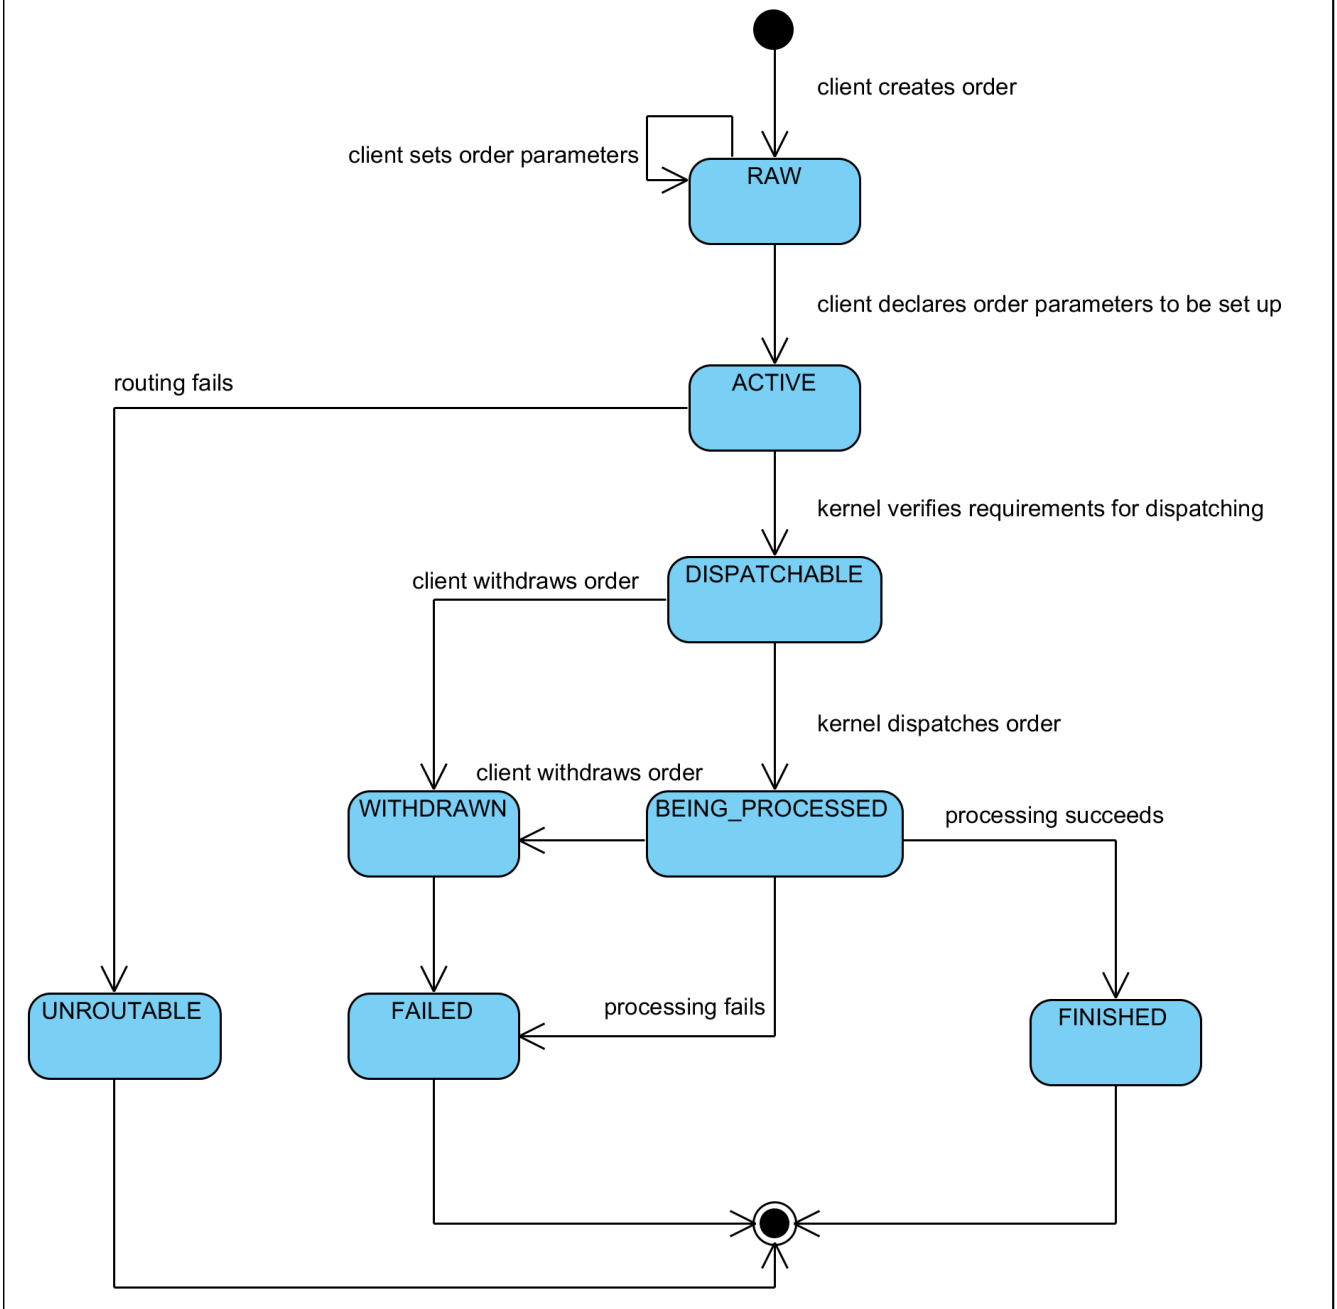 client creates order
client sets order parameters
RAW
client declares order parameters to be set up
routing fails
ACTIVE
kernel verifies requirements for dispatching
client withdraws order
DISPATCHABLE
kernel dispatches order
client withdraws order
WITHDRAWN
BEING_PROCESSED
processing succeeds
UNROUTABLE
FAILED
processing fails
FINISHED